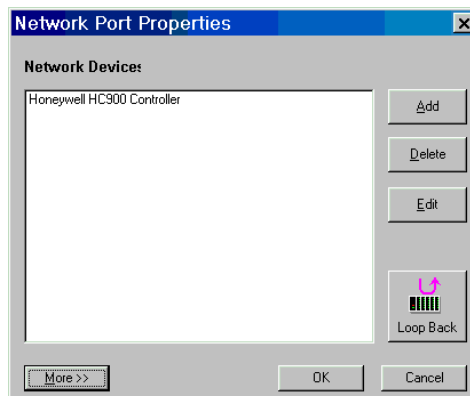 Network Port Properties
Network Devices
Honeywell HC900 Controller
Add
Delete
Edit
Loop Back
More >>
OK
Cancel